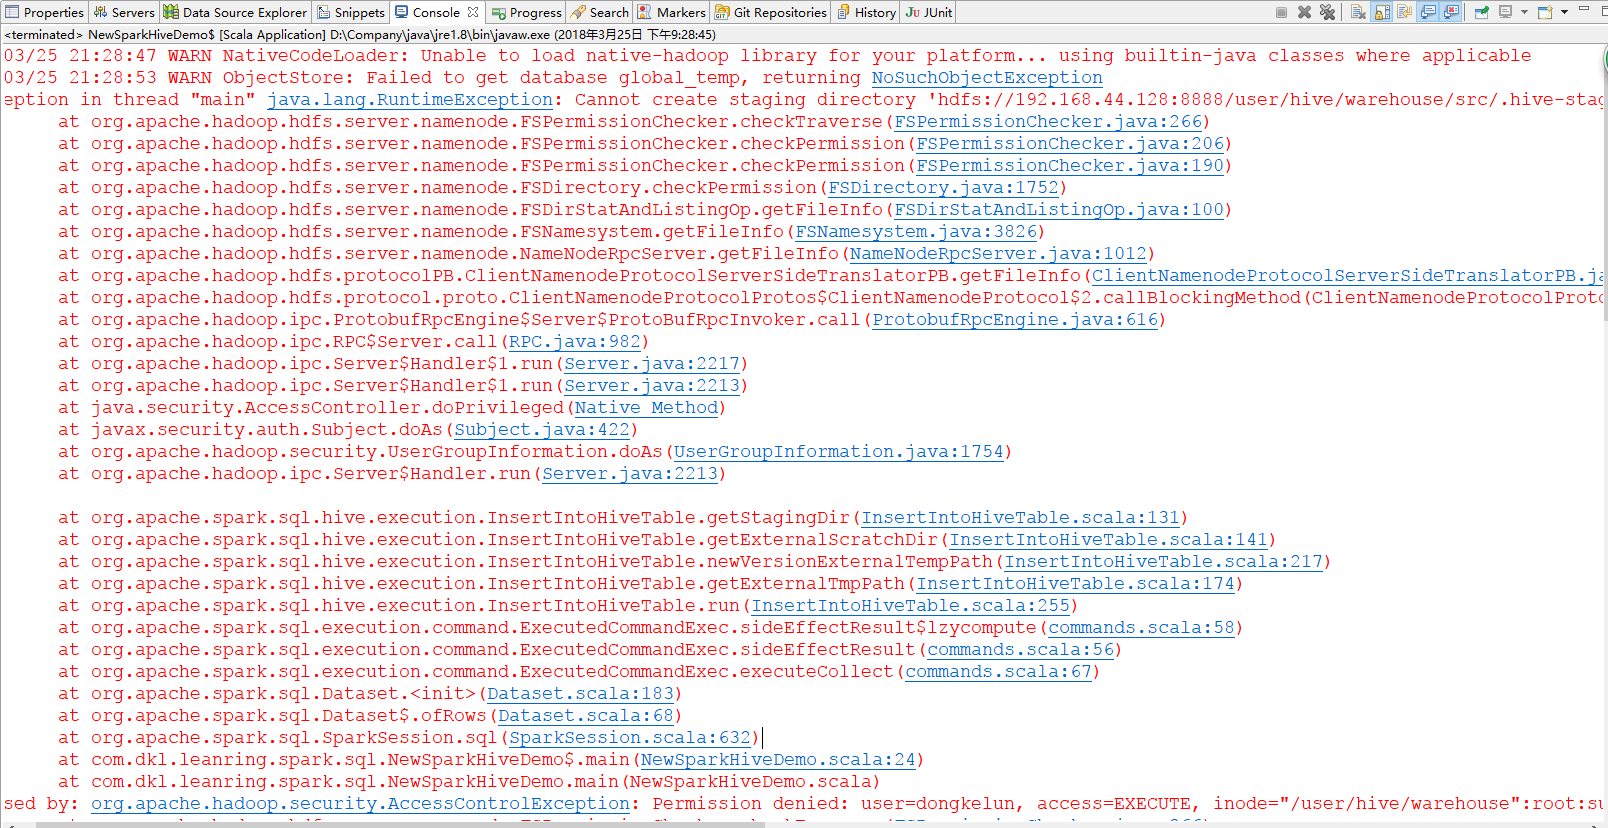 Properties Servers Data Source Explorer Snippets Console Progress Search Markers Git Repositories History JUnit
<terminated> NewSparkHiveDemo$ [Scala Application] D:\Company\java\jre1.8\bin\javaw.exe (2018年3月25日 下午9:28:45)
03/25 21:28:47 WARN NativeCodeLoader: Unable to load native-hadoop library for your platform... using builtin-java classes where applicable
03/25 21:28:53 WARN ObjectStore: Failed to get database global_temp, returning NoSuchObjectException
eption in thread "main" java.lang.RuntimeException: Cannot create staging directory 'hdfs://192.168.44.128:8888/user/hive/warehouse/src/.hive-stag
at org.apache.hadoop.hdfs.server.namenode.FSPermissionChecker.checkTraverse(FSPermissionChecker.java:266)
at org.apache.hadoop.hdfs.server.namenode.FSPermissionChecker.checkPermission(FSPermissionChecker.java:206)
at org.apache.hadoop.hdfs.server.namenode.FSPermissionChecker.checkPermission(FSPermissionChecker.java:190)
at org.apache.hadoop.hdfs.server.namenode.FSDirectory.checkPermission(FSDirectory.java:1752)
at org.apache.hadoop.hdfs.server.namenode.FSDirStatAndListingOp.getFileInfo(FSDirStatAndListingOp.java:100)
at org.apache.hadoop.hdfs.server.namenode.FSNamesystem.getFileInfo(FSNamesystem.java:3826)
at org.apache.hadoop.hdfs.server.namenode.NameNodeRpcServer.getFileInfo(NameNodeRpcServer.java:1012)
at org.apache.hadoop.hdfs.protocolPB.ClientNamenodeProtocolServerSideTranslatorPB.getFileInfo(ClientNamenodeProtocolServerSideTranslatorPB.ja
at org.apache.hadoop.hdfs.protocol.proto.ClientNamenodeProtocolProtos$ClientNamenodeProtocol$2.callBlockingMethod(ClientNamenodeProtocolProto
at org.apache.hadoop.ipc.ProtobufRpcEngine$Server$ProtoBufRpcInvoker.call(ProtobufRpcEngine.java:616)
at org.apache.hadoop.ipc.RPC$Server.call(RPC.java:982)
at org.apache.hadoop.ipc.Server$Handler$1.run(Server.java:2217)
at org.apache.hadoop.ipc.Server$Handler$1.run(Server.java:2213)
at java.security.AccessController.doPrivileged(Native Method)
at javax.security.auth.Subject.doAs(Subject.java:422)
at org.apache.hadoop.security.UserGroupInformation.doAs(UserGroupInformation.java:1754)
at org.apache.hadoop.ipc.Server$Handler.run(Server.java:2213)
at org.apache.spark.sql.hive.execution.InsertIntoHiveTable.getStagingDir(InsertIntoHiveTable.scala:131)
at org.apache.spark.sql.hive.execution.InsertIntoHiveTable.getExternalScratchDir(InsertIntoHiveTable.scala:141)
at org.apache.spark.sql.hive.execution.InsertIntoHiveTable.newVersionExternalTempPath(InsertIntoHiveTable.scala:217)
at org.apache.spark.sql.hive.execution.InsertIntoHiveTable.getExternalTmpPath(InsertIntoHiveTable.scala:174)
at org.apache.spark.sql.hive.execution.InsertIntoHiveTable.run(InsertIntoHiveTable.scala:255)
at org.apache.spark.sql.execution.command.ExecutedCommandExec.sideEffectResult$lzycompute(commands.scala:58)
at org.apache.spark.sql.execution.command.ExecutedCommandExec.sideEffectResult(commands.scala:56)
at org.apache.spark.sql.execution.command.ExecutedCommandExec.executeCollect(commands.scala:67)
at org.apache.spark.sql.Dataset.<init>(Dataset.scala:183)
at org.apache.spark.sql.Dataset$.ofRows(Dataset.scala:68)
at org.apache.spark.sql.SparkSession.sql(SparkSession.scala:632)
at com.dkl.leanring.spark.sql.NewSparkHiveDemo$.main(NewSparkHiveDemo.scala:24)
at com.dkl.leanring.spark.sql.NewSparkHiveDemo.main(NewSparkHiveDemo.scala)
sed by: org.apache.hadoop.security.AccessControlException: Permission denied: user=dongkelun, access=EXECUTE, inode="/user/hive/warehouse":root:su